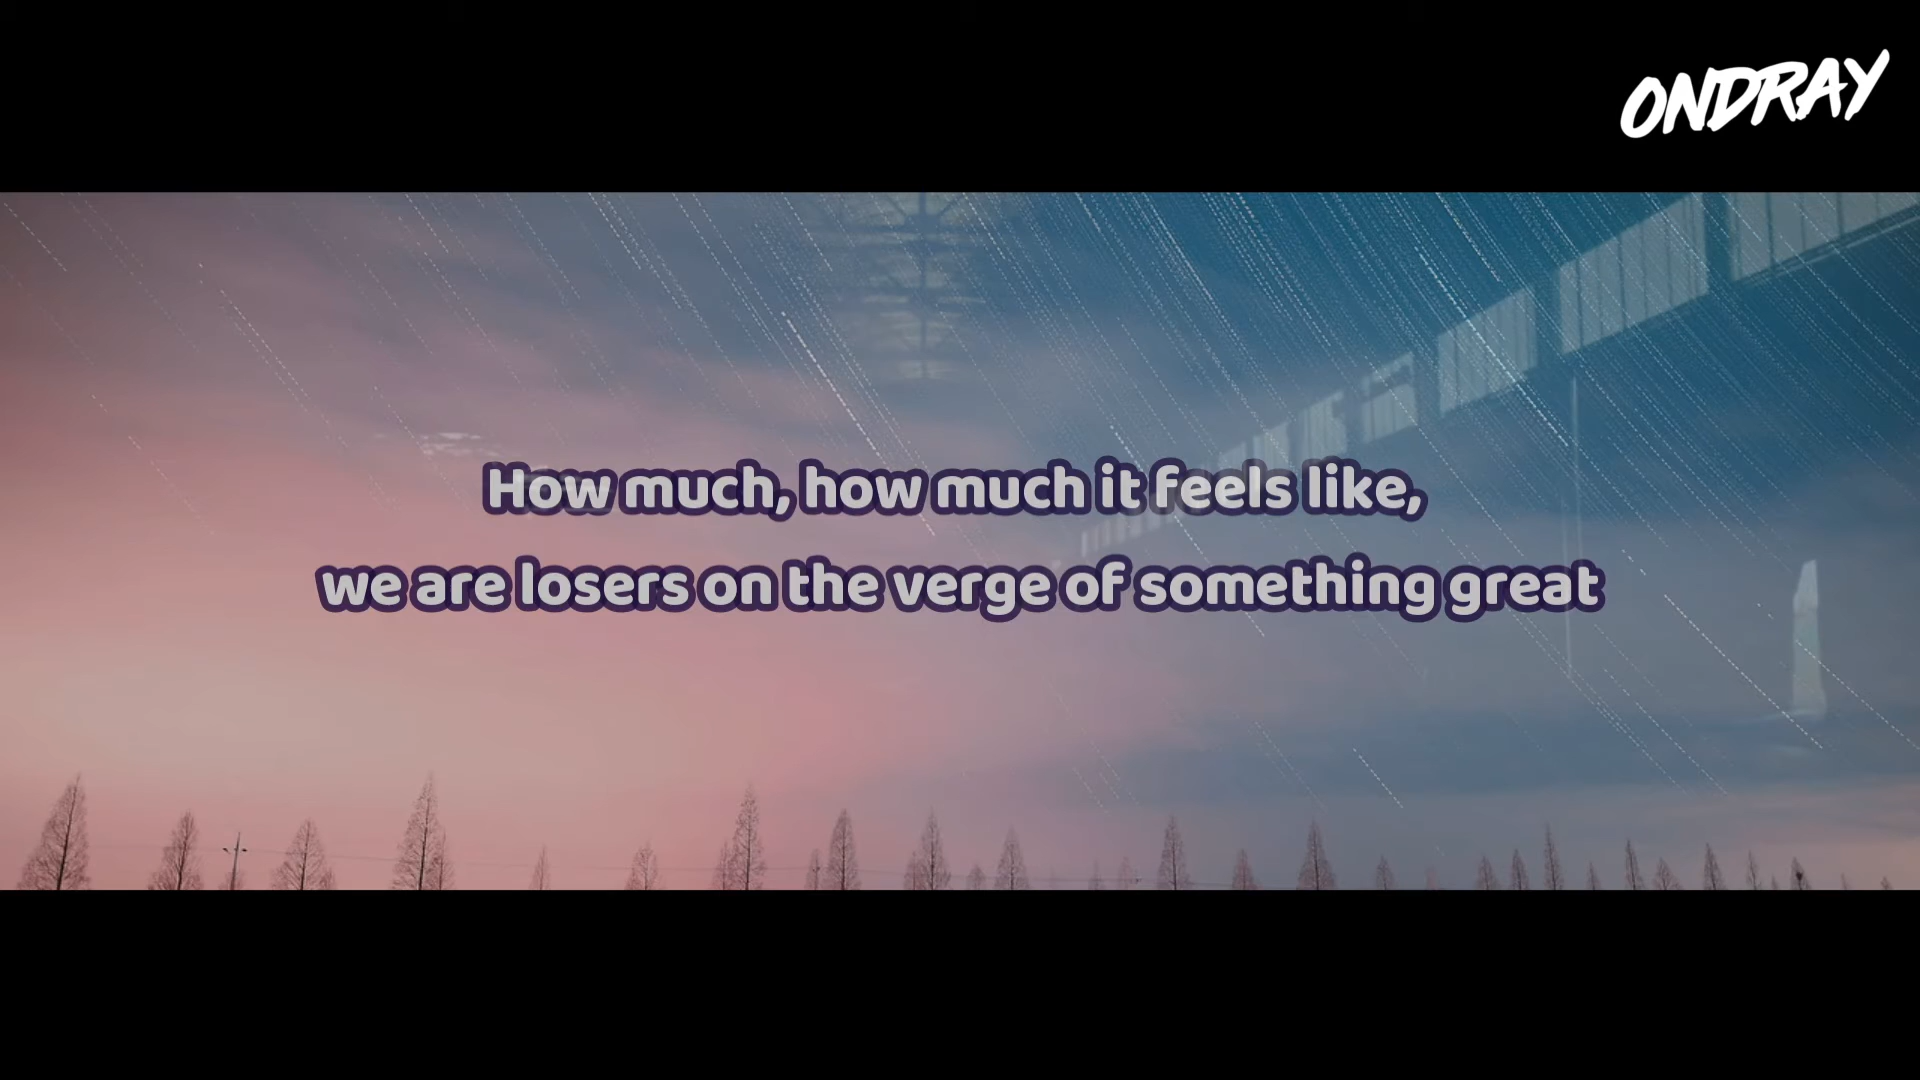 ONDRAY
How much, how much it feels like,
we are losers on the verge of something great